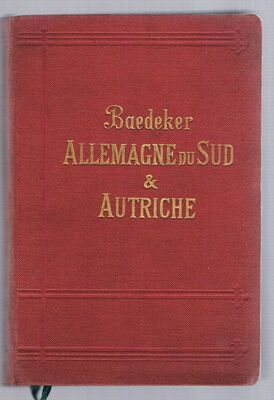 Baedeker
ALLEMAGNE DU SUD
&
AUTRICHE